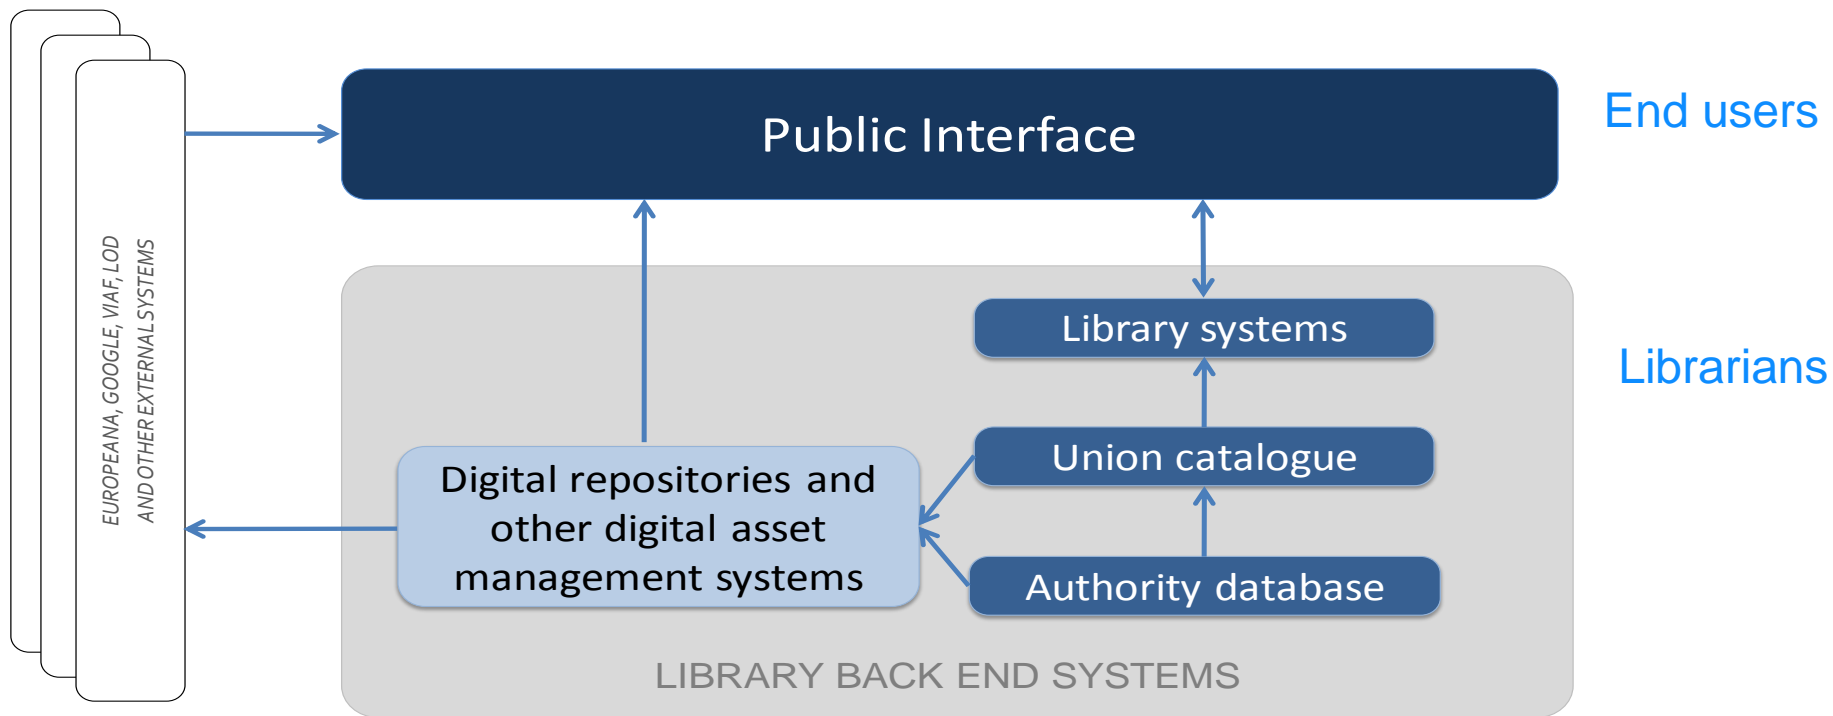 EUROPEANA, GOOGLE, VIAF, LOD
AND OTHER EXTERNAL SYSTEMS
Public Interface
End users
Library systems
Librarians
Union catalogue
Digital repositories and
other digital asset
management systems
Authority database
LIBRARY BACK END SYSTEMS